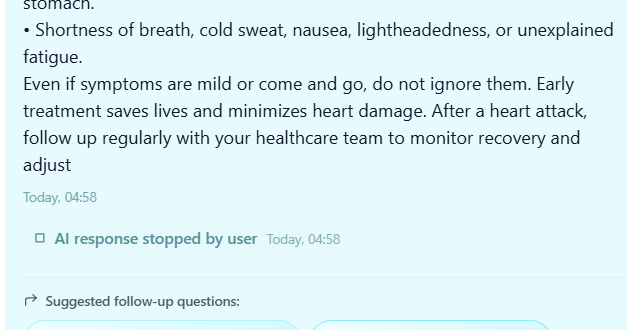 stomach.
• Shortness of breath, cold sweat, nausea, lightheadedness, or unexplained
fatigue.
Even if symptoms are mild or come and go, do not ignore them. Early
treatment saves lives and minimizes heart damage. After a heart attack,
follow up regularly with your healthcare team to monitor recovery and
adjust
Today, 04:58
AI response stopped by user Today, 04:58
Suggested follow-up questions: